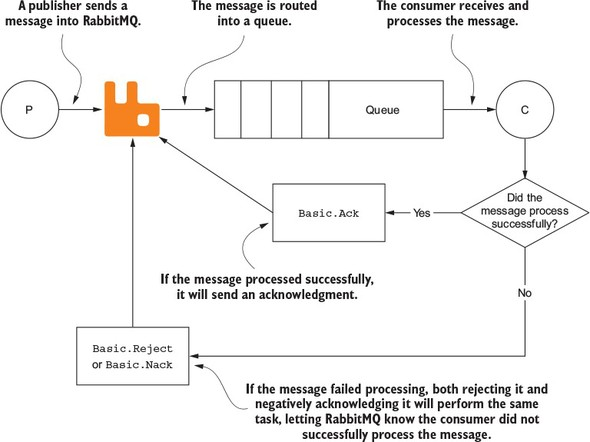 A publisher sends a
message into RabbitMQ.
The message is routed
into a queue.
The consumer receives and
processes the message.
P
Queue
C
Did the
message process
successfully?
Yes
Basic.Ack
If the message processed successfully,
it will send an acknowledgment.
No
Basic.Reject
or Basic.Nack
If the message failed processing, both rejecting it and
negatively acknowledging it will perform the same
task, letting RabbitMQ know the consumer did not
successfully process the message.